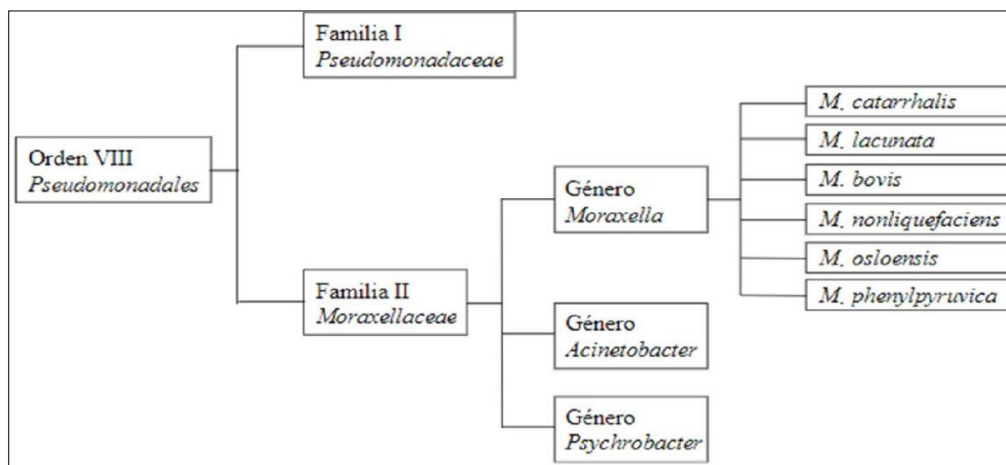 Familia I
Pseudomonadaceae
Orden VIII
Pseudomonadales
Familia II
Moraxellaceae
Género
Moraxella
Género
Acinetobacter
Género
Psychrobacter
M. catarrhalis
M. lacunata
M. bovis
M. nonliquefaciens
M. osloensis
M. phenylpyruvica